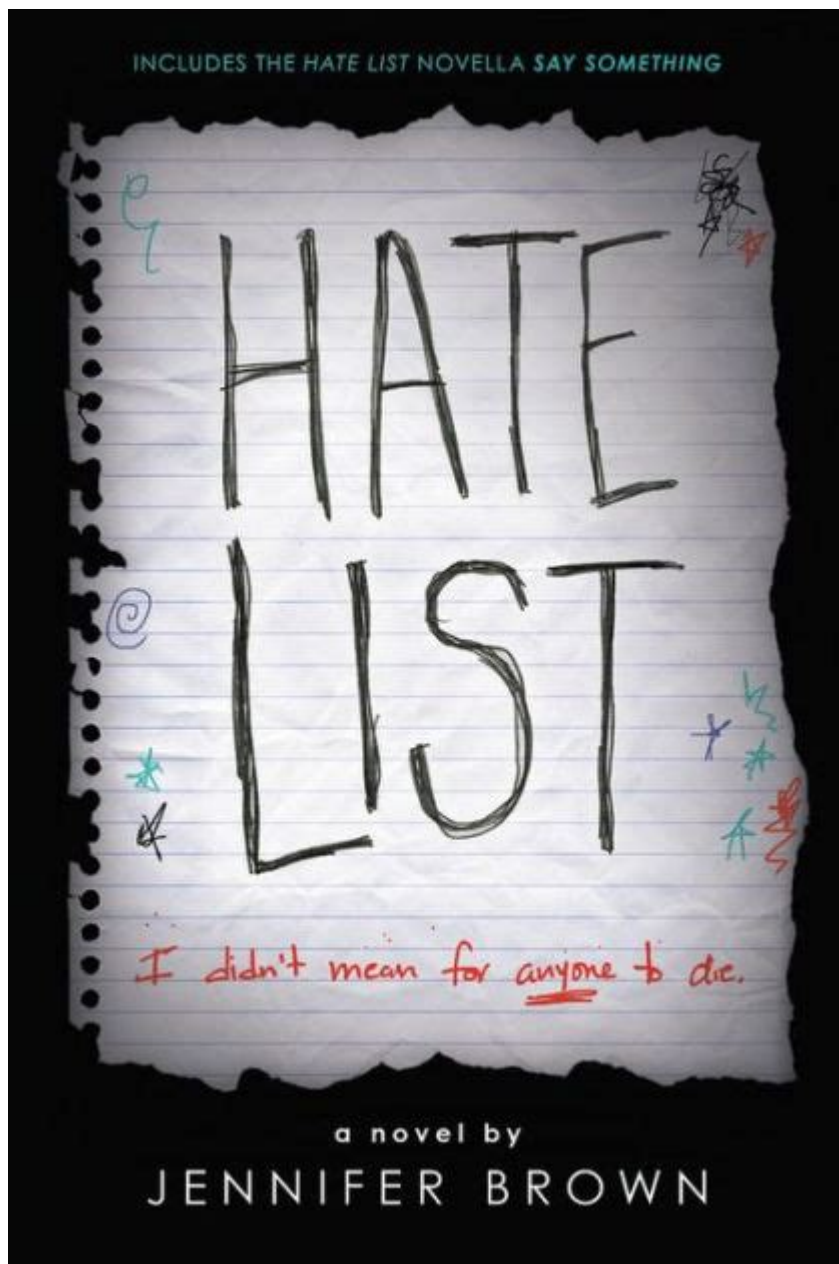 INCLUDES THE HATE LIST NOVELLA SAY SOMETHING
HATE
LIST
I didn't mean for anyone to die.
a novel by
JENNIFER BROWN